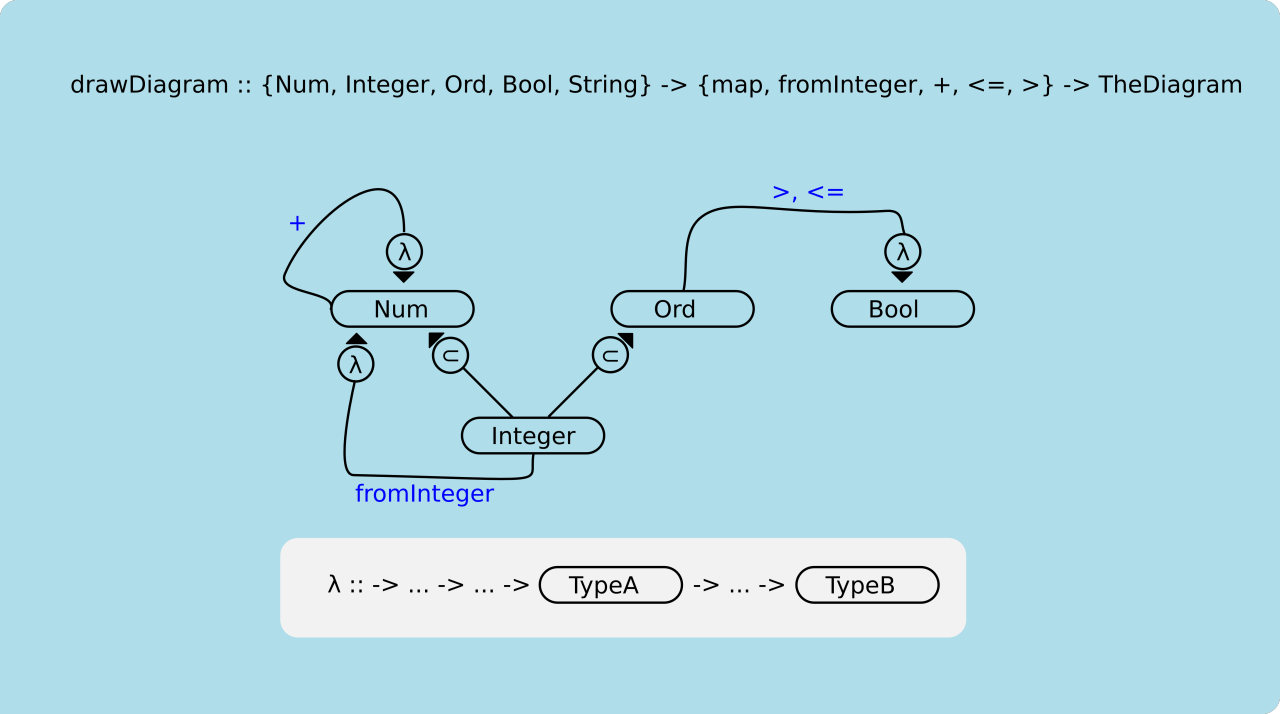 drawDiagram :: {Num, Integer, Ord, Bool, String} -> {map, fromInteger, +, <=, >} -> TheDiagram
>, <=
+
λ
λ
Num
Ord
Bool
λ
⊂
⊂
Integer
fromInteger
λ :: -> ... -> ... -> TypeA -> ... -> TypeB